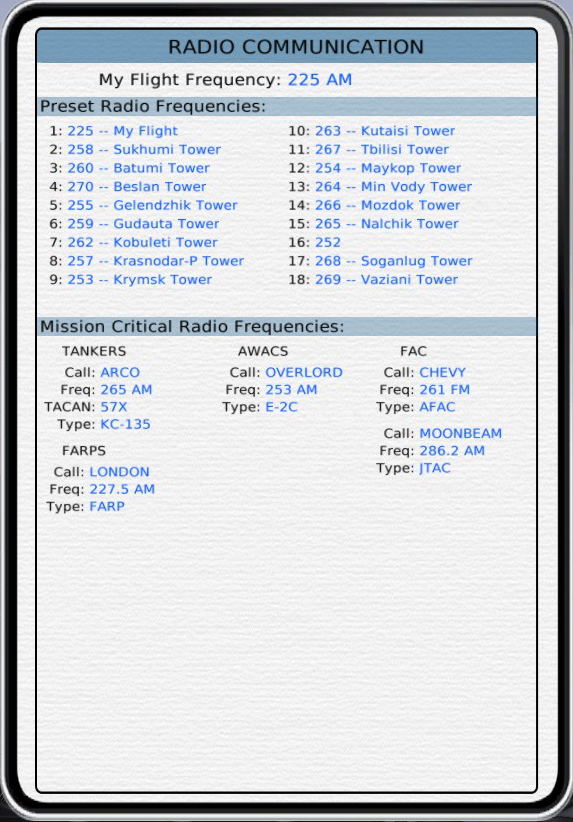 RADIO COMMUNICATION
My Flight Frequency: 225 AM
Preset Radio Frequencies:
1: 225 -- My Flight
2: 258 -- Sukhumi Tower
3: 260 -- Batumi Tower
4: 270 -- Beslan Tower
5: 255 -- Gelendzhik Tower
6: 259 -- Gudauta Tower
7: 262 -- Kobuleti Tower
8: 257 -- Krasnodar-P Tower
9: 253 -- Krymsk Tower
10: 263 -- Kutaisi Tower
11: 267 -- Tbilisi Tower
12: 254 -- Maykop Tower
13: 264 -- Min Vody Tower
14: 266 -- Mozdok Tower
15: 265 -- Nalchik Tower
16: 252
17: 268 -- Soganlug Tower
18: 269 -- Vaziani Tower
Mission Critical Radio Frequencies:
TANKERS
Call: ARCO
Freq: 265 AM
TACAN: 57X
Type: KC-135
FARPS
Call: LONDON
Freq: 227.5 AM
Type: FARP
AWACS
Call: OVERLORD
Freq: 253 AM
Type: E-2C
FAC
Call: CHEVY
Freq: 261 FM
Type: AFAC
Call: MOONBEAM
Freq: 286.2 AM
Type: JTAC